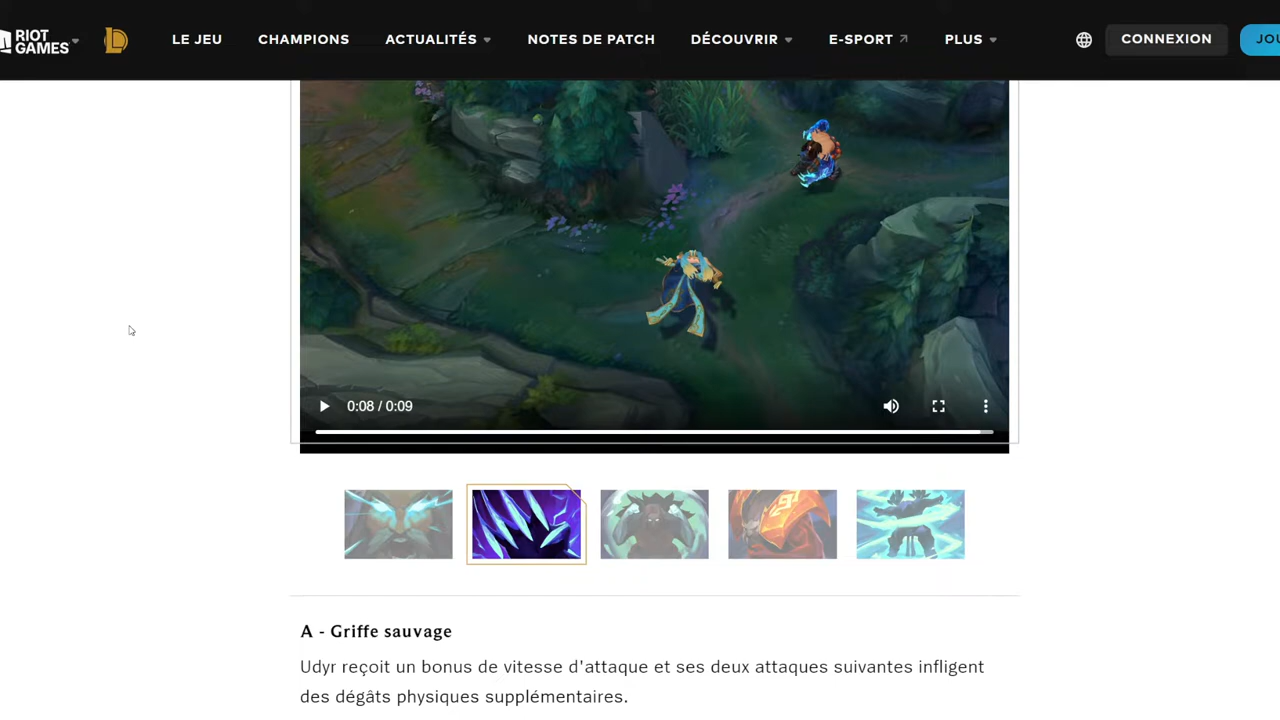 RIOT GAMES
LE JEU
CHAMPIONS
ACTUALITÉS
NOTES DE PATCH
DÉCOUVRIR
E-SPORT
PLUS
CONNEXION
JOU
0:08 / 0:09
A - Griffe sauvage
Udyr reçoit un bonus de vitesse d'attaque et ses deux attaques suivantes infligent
des dégâts physiques supplémentaires.